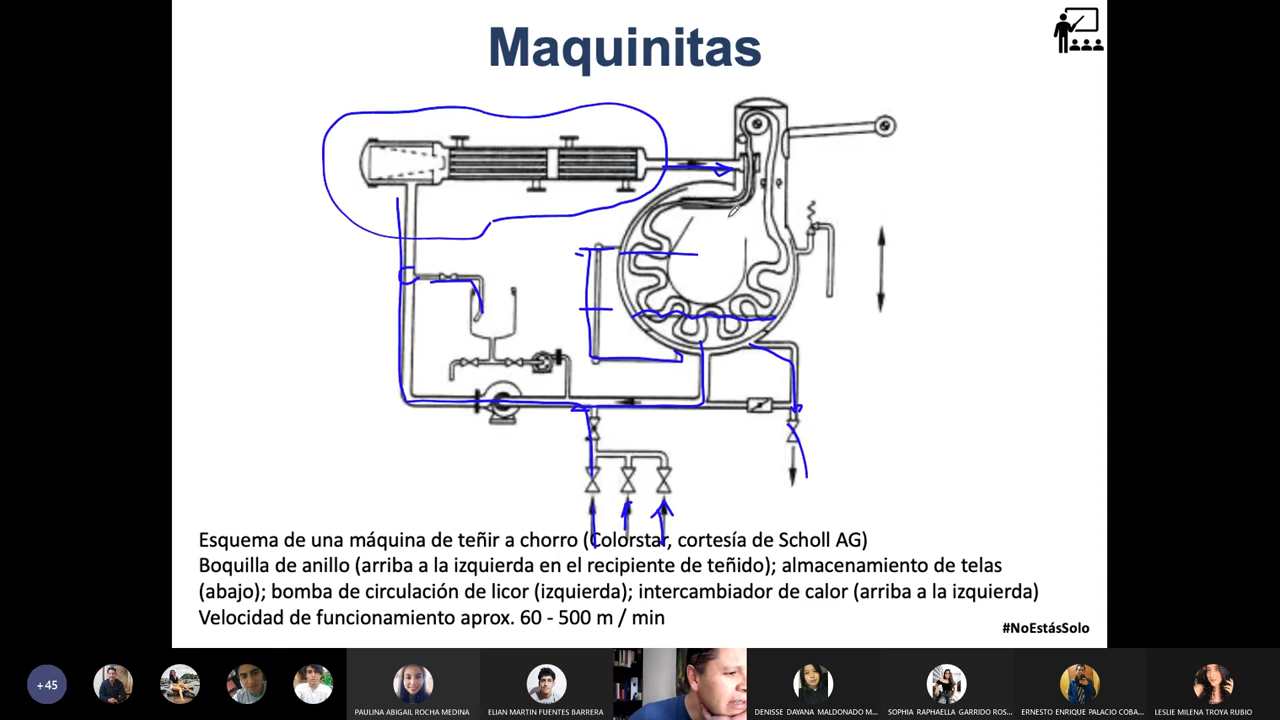 Maquinitas
Esquema de una máquina de teñir a chorro (Colorstar, cortesía de Scholl AG)
Boquilla de anillo (arriba a la izquierda en el recipiente de teñido); almacenamiento de telas
(abajo); bomba de circulación de licor (izquierda); intercambiador de calor (arriba a la izquierda)
Velocidad de funcionamiento aprox. 60 - 500 m / min
#NoEstásSolo
+45
PAULINA ABIGAIL ROCHA MEDINA
ELIAN MARTIN FUENTES BARRERA
DENISSE DAYANA MALDONADO M...
SOPHIA RAPHAELLA GARRIDO ROS...
ERNESTO ENRIQUE PALACIO COBA...
LESLIE MILENA TROYA RUBIO